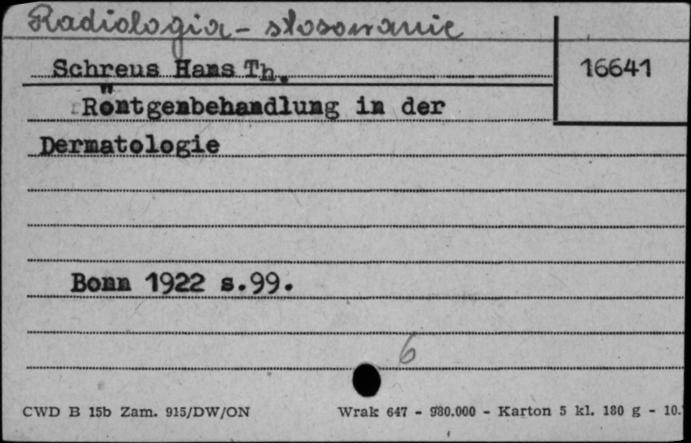 Radiologia - stosowanie
Schreus Hans Th.
16641
Röntgenbehandlung in der
Dermatologie
Bonn 1922 s.99.
6
CWD B 15b Zam. 915/DW/ON
Wrak 647 - 980.000 - Karton 5 kl. 180 g - 10.